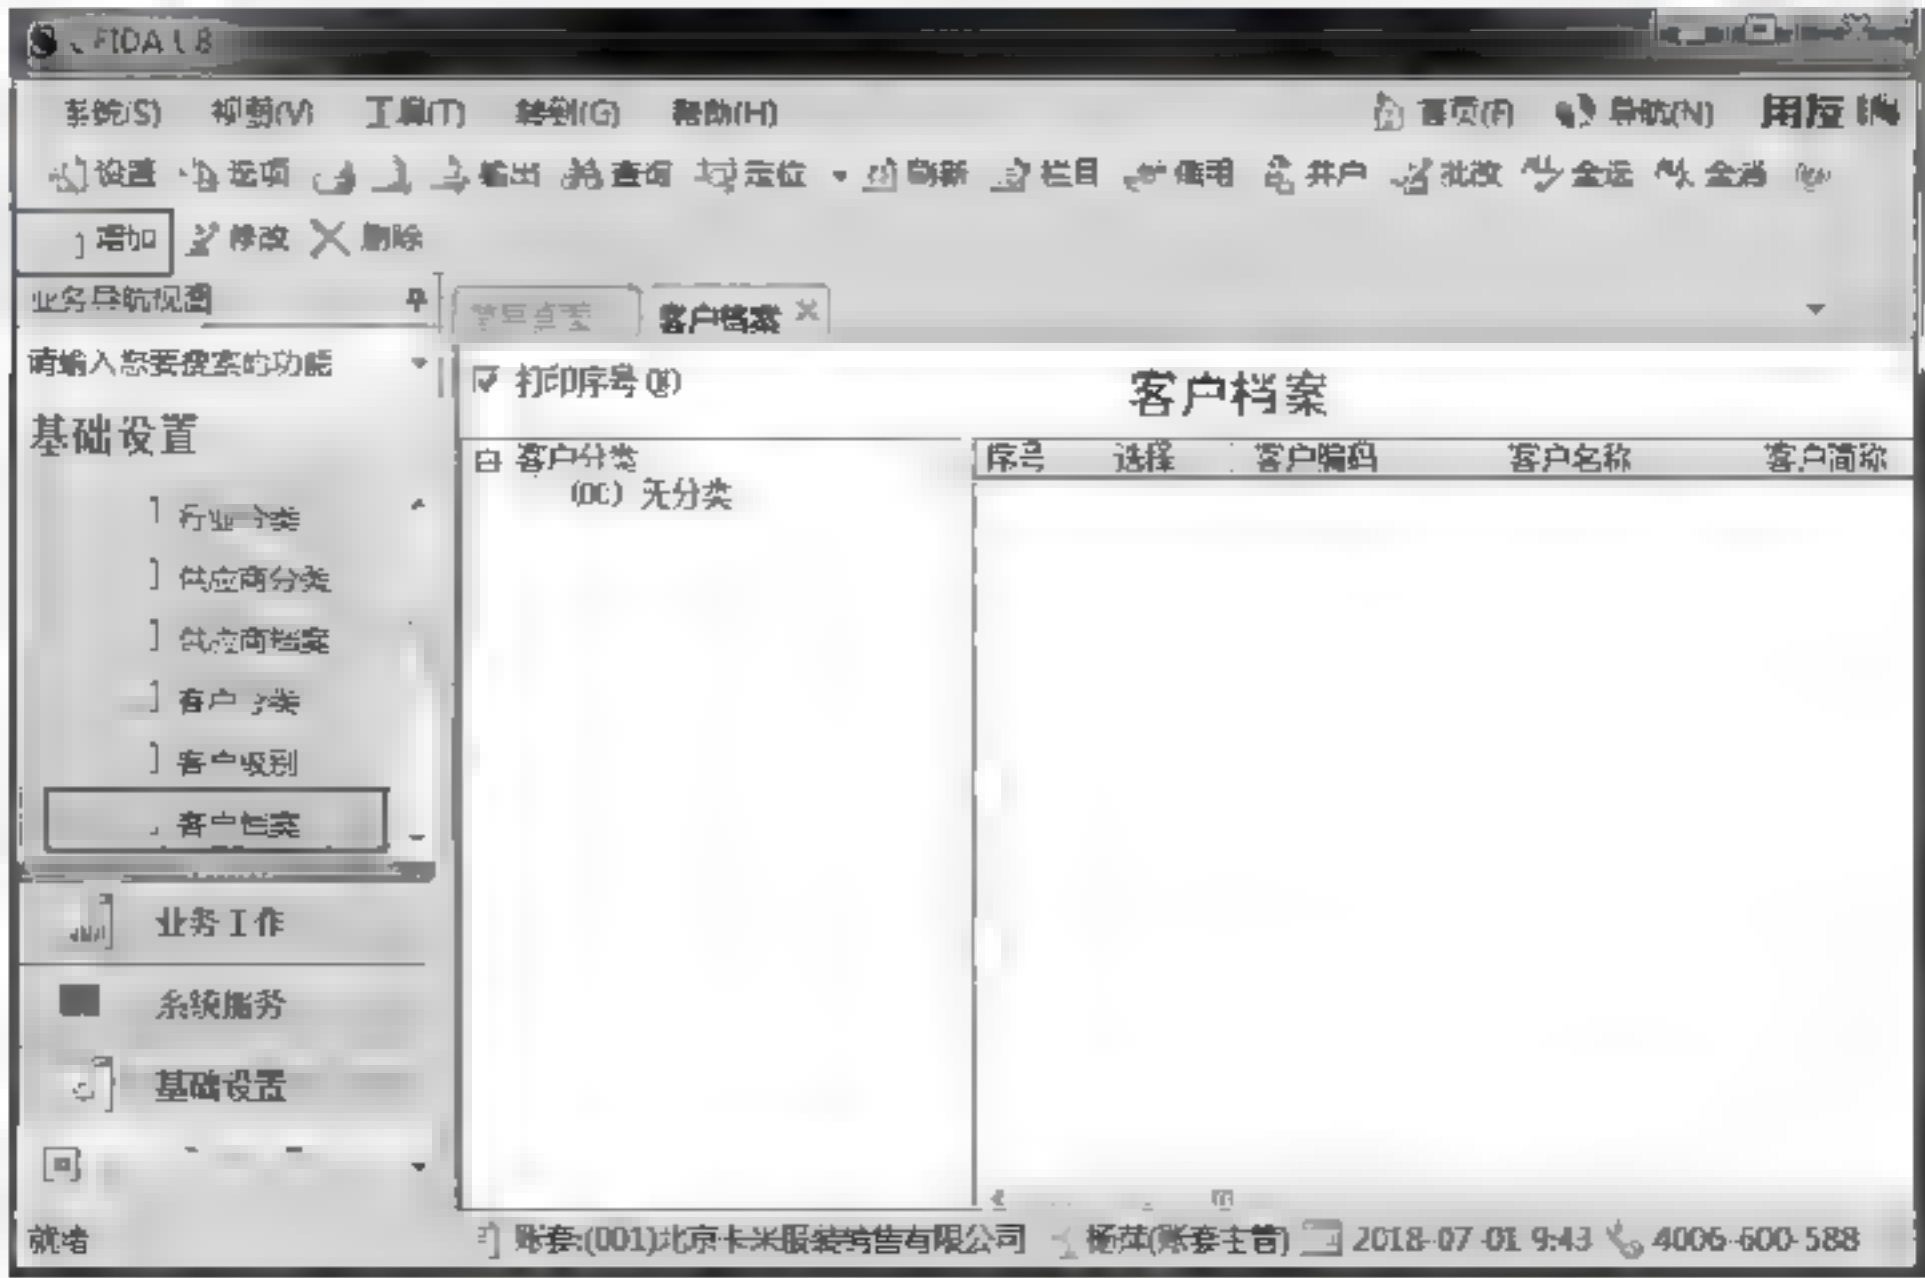 系统(S) 视图(V) 工具(T) 转到(G) 帮助(H) 首页(F) 导航(N) 用友
设置 选项 输出 查询 定位 刷新 栏目 信用 并户 批改 全选 全消
增加 修改 删除
业务导航视图
客户档案
请输入您要搜索的功能
打印序号(N)
客户档案
基础设置
客户分类
(00) 无分类
序号 选择 客户编码 客户名称 客户简称
行业分类
供应商分类
供应商档案
客户分类
客户级别
客户档案
业务工作
系统服务
基础设置
就绪
账套:(001)北京卡米服装销售有限公司 (账套主管) 2018-07-01 9:43 4006-600-588